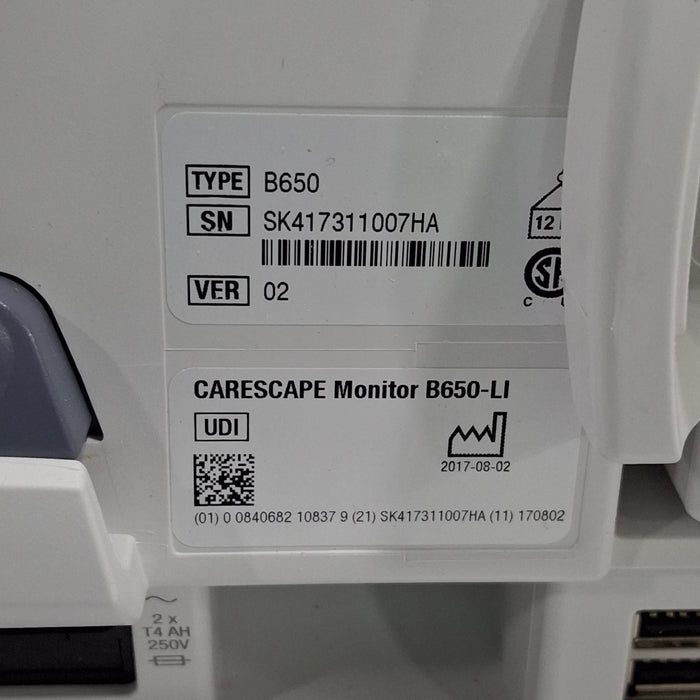 TYPE B650
SN SK417311007HA
12
VER 02
C
CARESCAPE Monitor B650-LI
UDI
2017-08-02
(01) 0 0840682 10837 9 (21) SK417311007HA (11) 170802
2 x
T4 AH
250V